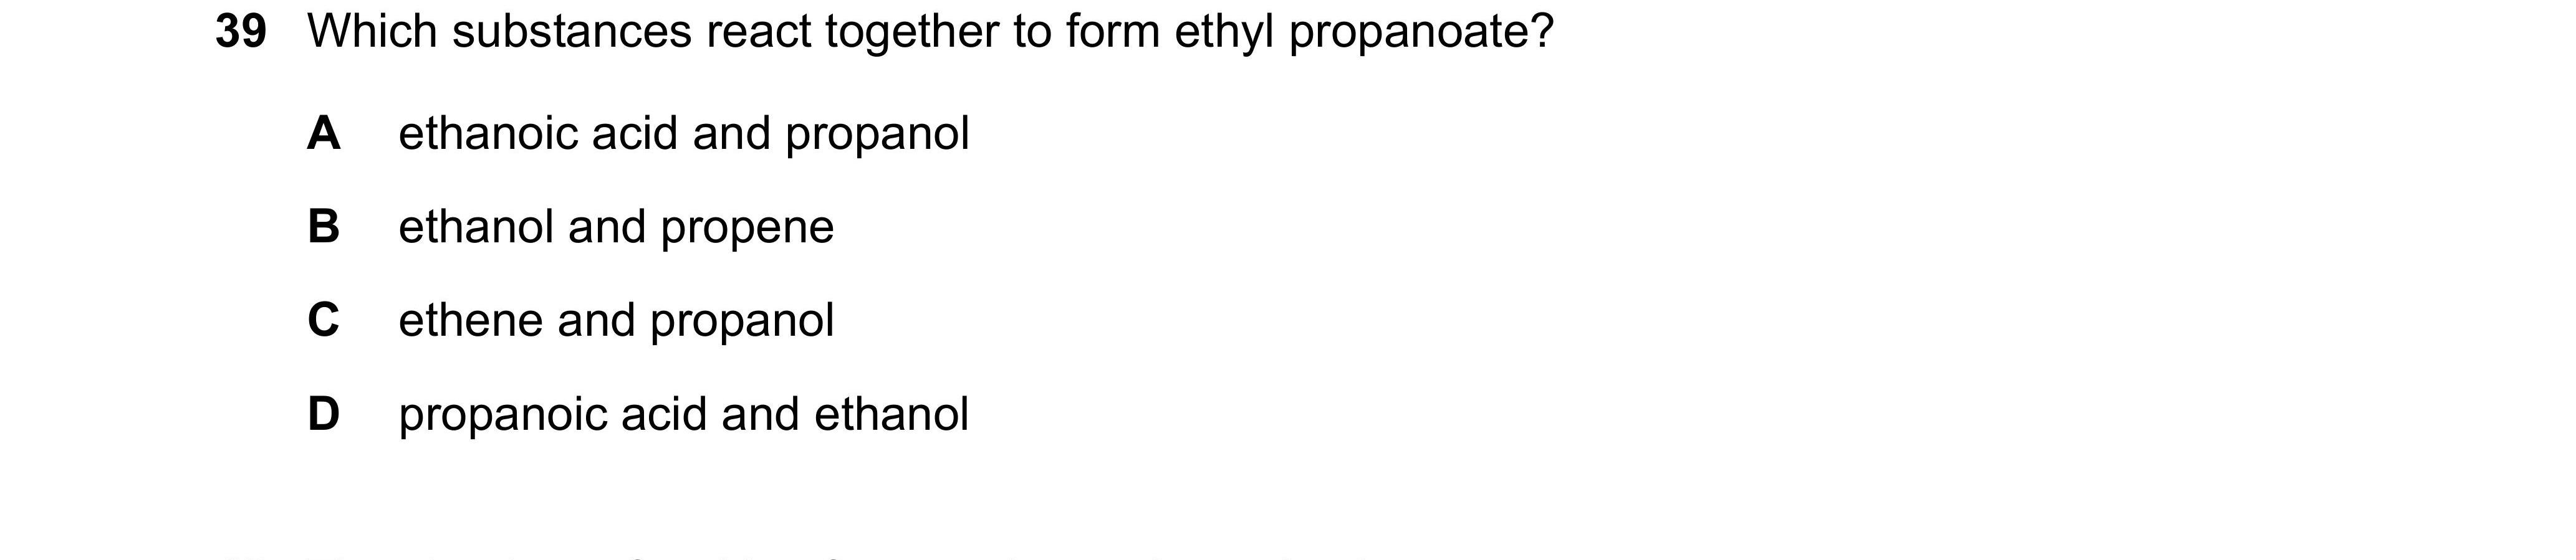 39 Which substances react together to form ethyl propanoate?
A ethanoic acid and propanol
B ethanol and propene
C ethene and propanol
D propanoic acid and ethanol